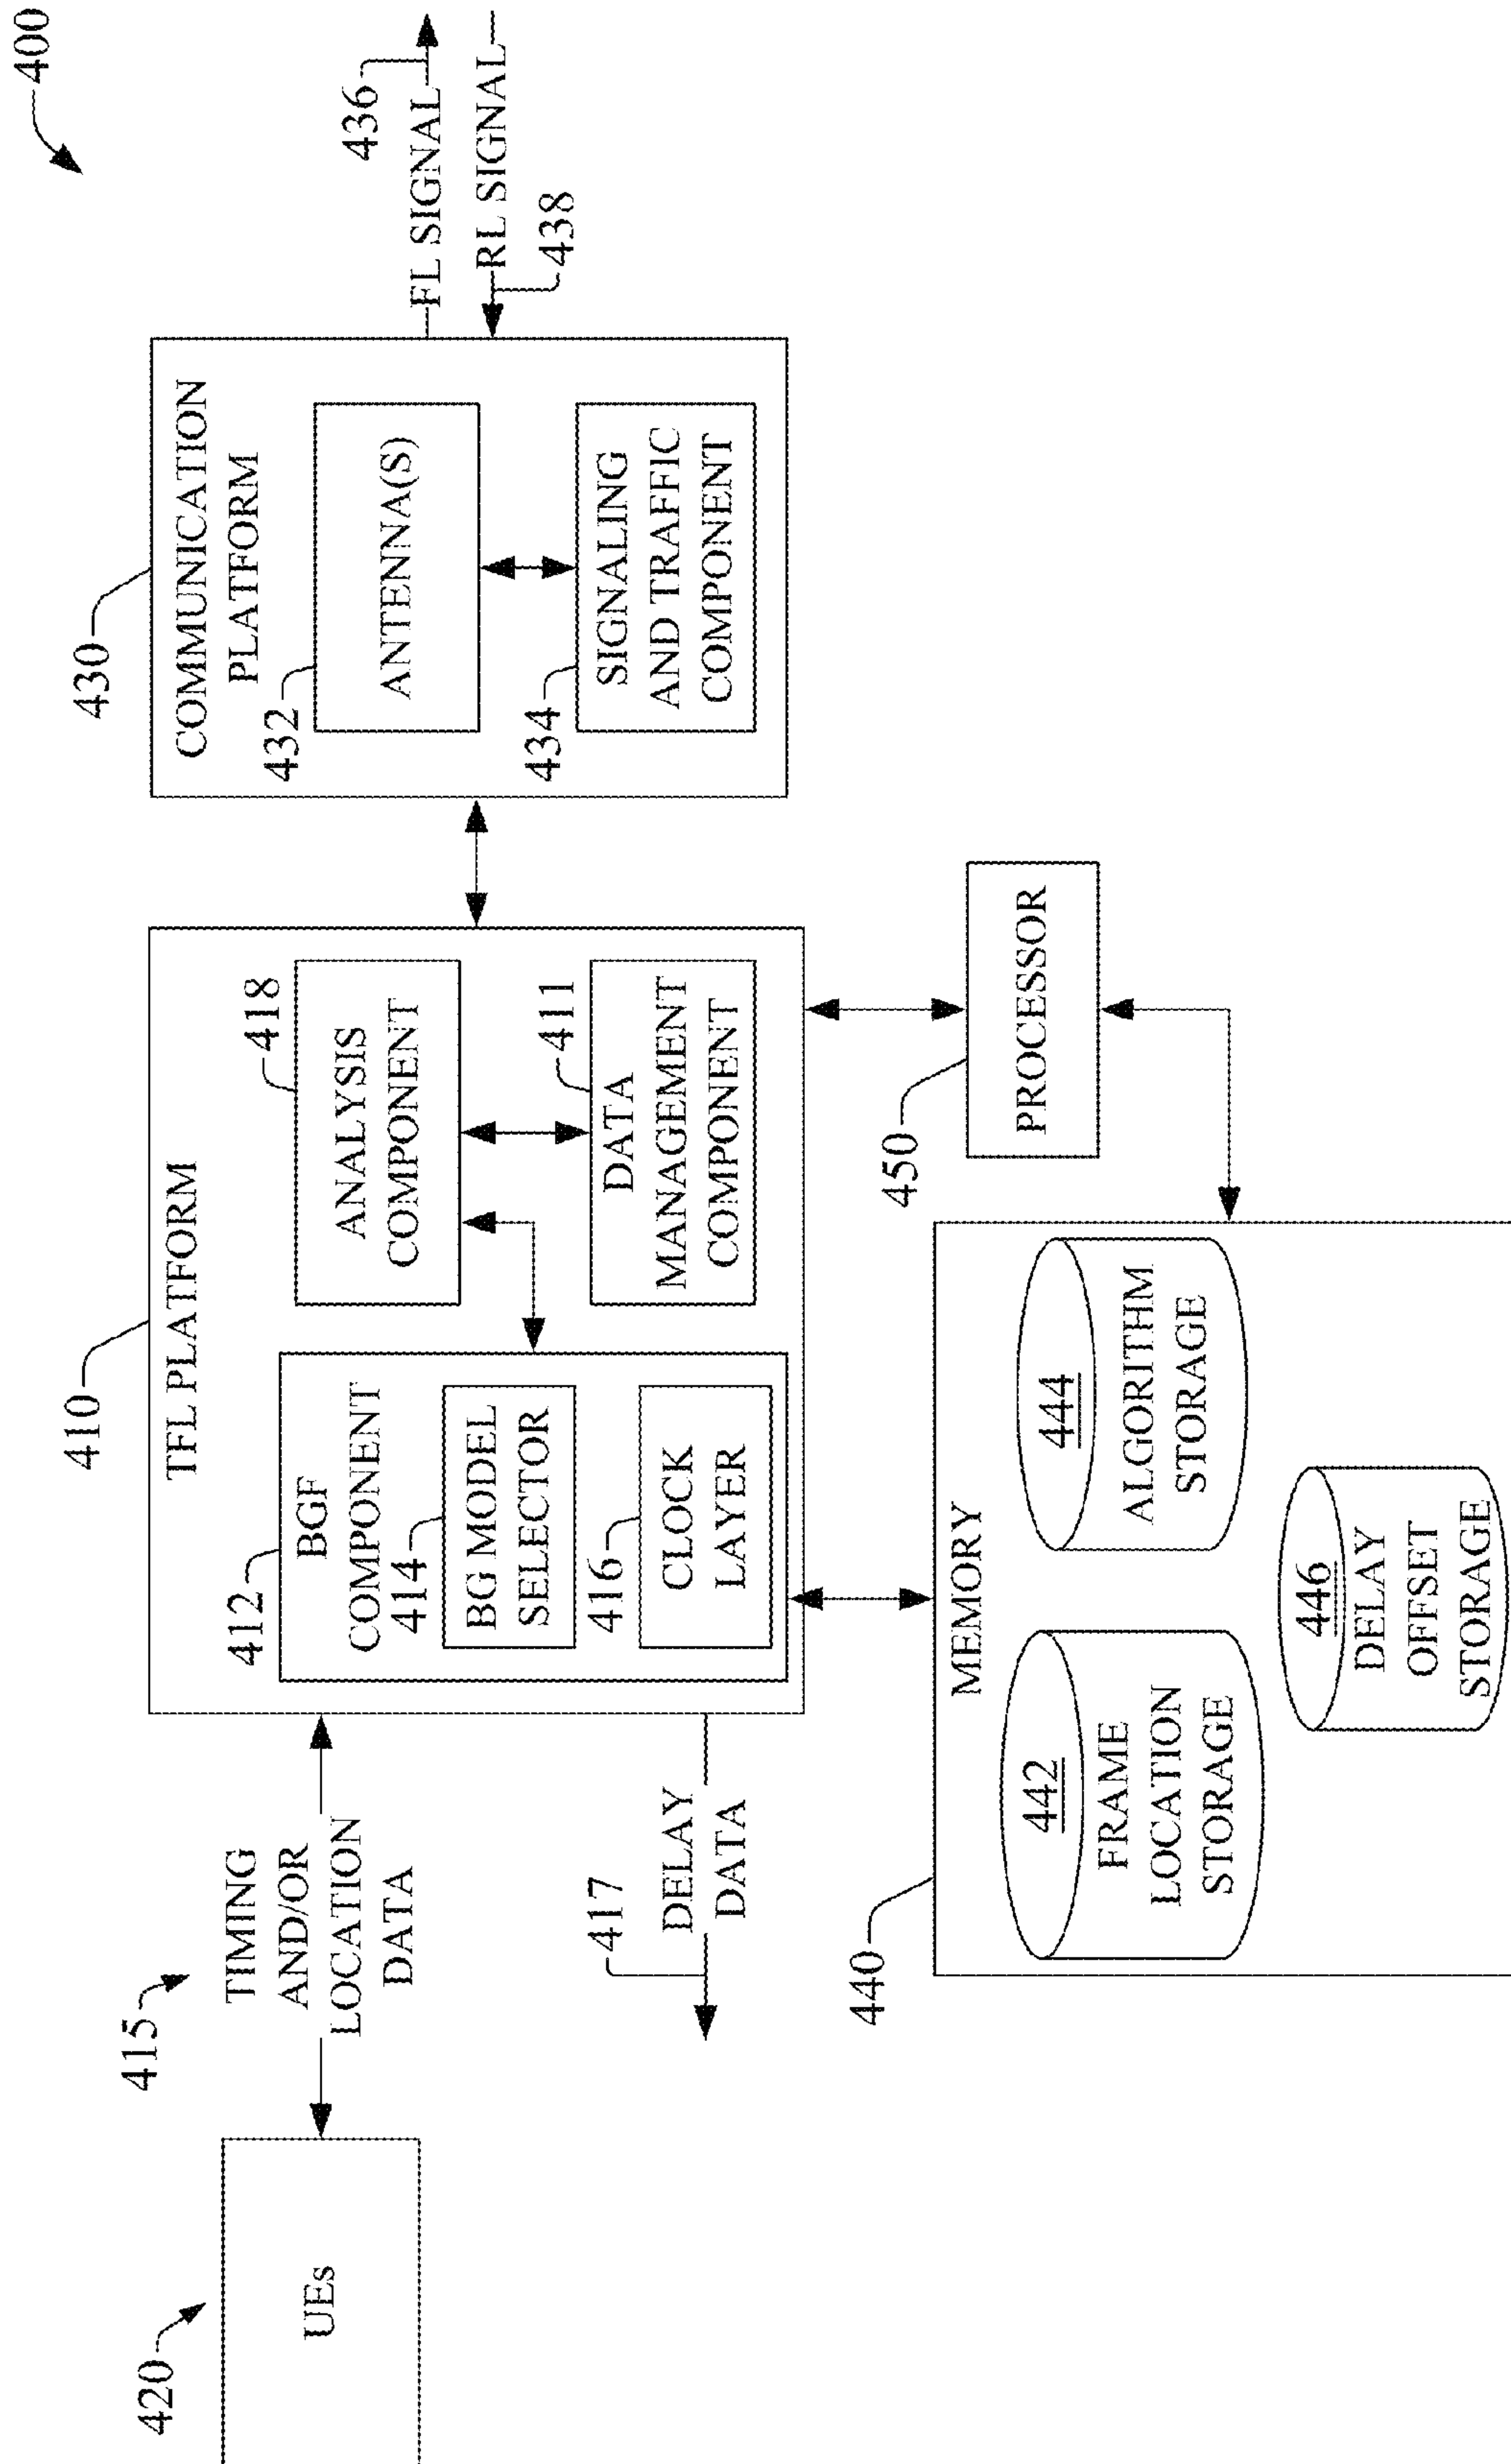 400
420
UEs
415
TIMING
AND/OR
LOCATION
DATA
417
DELAY
DATA
410
TFL PLATFORM
412
BGF
COMPONENT
414
BG MODEL
SELECTOR
416
CLOCK
LAYER
418
ANALYSIS
COMPONENT
411
DATA
MANAGEMENT
COMPONENT
430
COMMUNICATION
PLATFORM
432
ANTENNA(S)
434
SIGNALING
AND TRAFFIC
COMPONENT
436
FL SIGNAL
RL SIGNAL
438
440
MEMORY
442
FRAME
LOCATION
STORAGE
444
ALGORITHM
STORAGE
446
DELAY
OFFSET
STORAGE
450
PROCESSOR